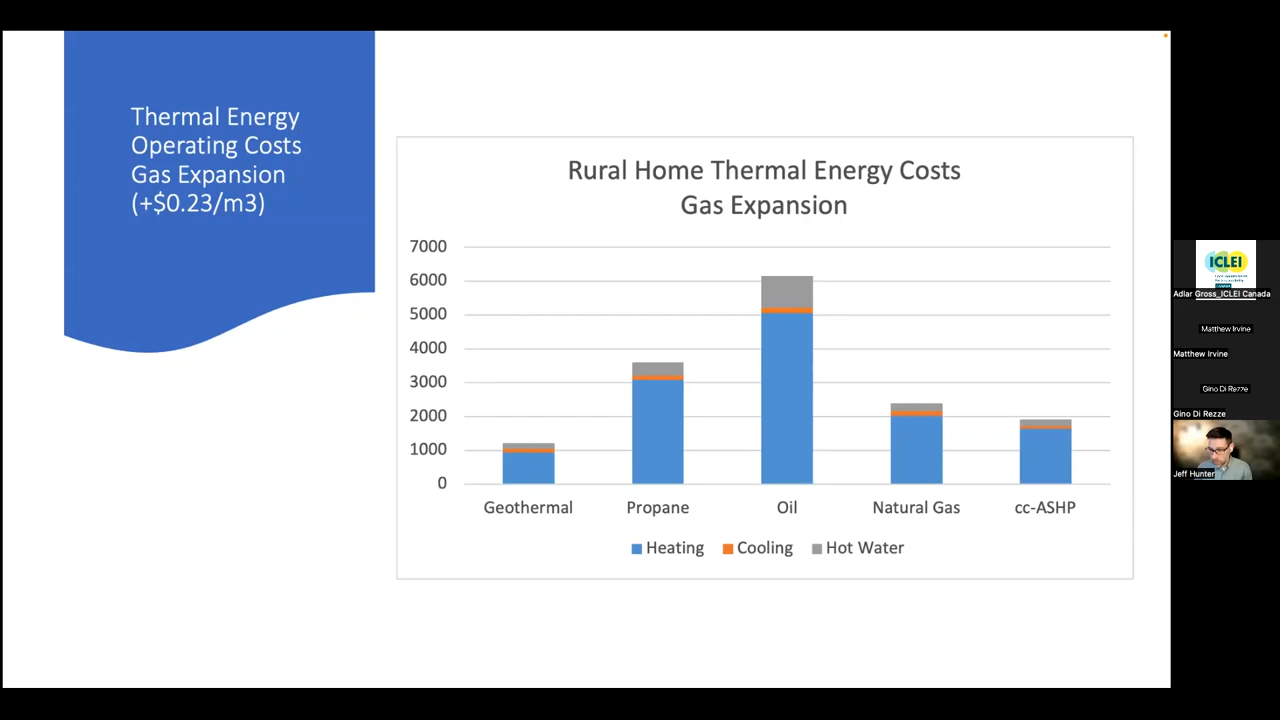 Thermal Energy
Operating Costs
Gas Expansion
(+$0.23/m3)
Rural Home Thermal Energy Costs
Gas Expansion
7000
6000
5000
4000
3000
2000
1000
0
Geothermal
Propane
Oil
Natural Gas
cc-ASHP
Heating
Cooling
Hot Water
ICLEI
Adlar Gross_ICLEI Canada
Matthew Irvine
Matthew Irvine
Gino Di Rezze
Gino Di Rezze
Jeff Hunter